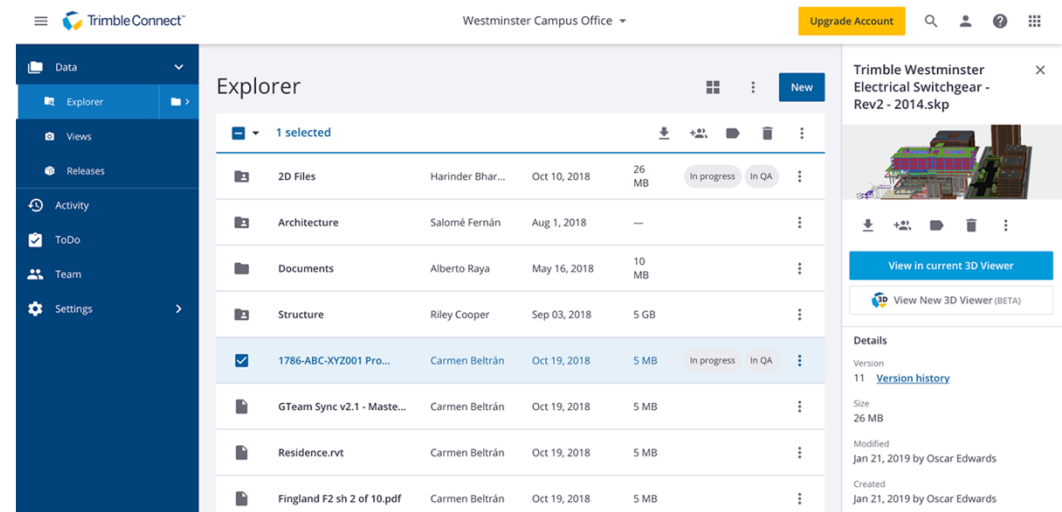 Trimble Connect
Westminster Campus Office
Upgrade Account
Data
Explorer
Views
Releases
Activity
ToDo
Team
Settings
Explorer
New
1 selected
2D Files Harinder Bhar... Oct 10, 2018 26 MB In progress In QA
Architecture Salomé Fernán Aug 1, 2018 —
Documents Alberto Raya May 16, 2018 10 MB
Structure Riley Cooper Sep 03, 2018 5 GB
1786-ABC-XYZ001 Pro... Carmen Beltrán Oct 19, 2018 5 MB In progress In QA
GTeam Sync v2.1 - Maste... Carmen Beltrán Oct 19, 2018 5 MB
Residence.rvt Carmen Beltrán Oct 19, 2018 5 MB
Fingland F2 sh 2 of 10.pdf Carmen Beltrán Oct 19, 2018 5 MB
Trimble Westminster
Electrical Switchgear -
Rev2 - 2014.skp
View in current 3D Viewer
3D View New 3D Viewer (BETA)
Details
Version
11 Version history
Size
26 MB
Modified
Jan 21, 2019 by Oscar Edwards
Created
Jan 21, 2019 by Oscar Edwards